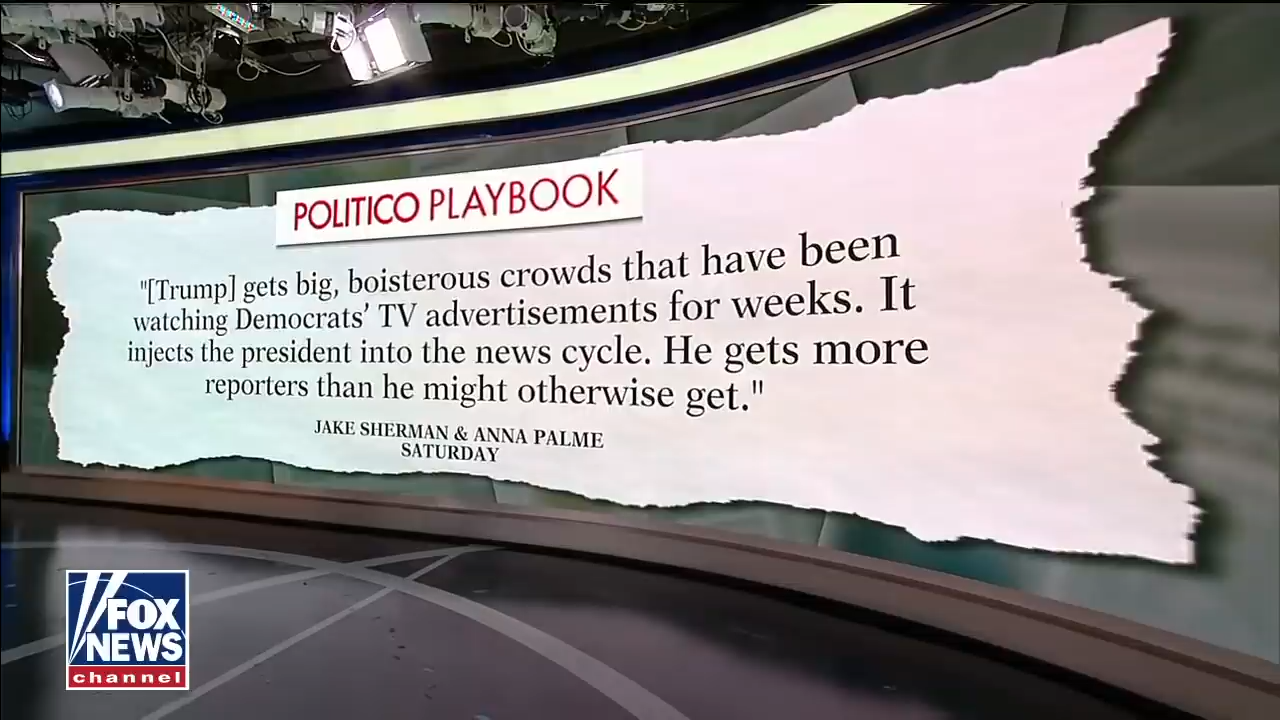 POLITICO PLAYBOOK
"[Trump] gets big, boisterous crowds that have been
watching Democrats' TV advertisements for weeks. It
injects the president into the news cycle. He gets more
reporters than he might otherwise get."
JAKE SHERMAN & ANNA PALME
SATURDAY
FOX
NEWS
channel